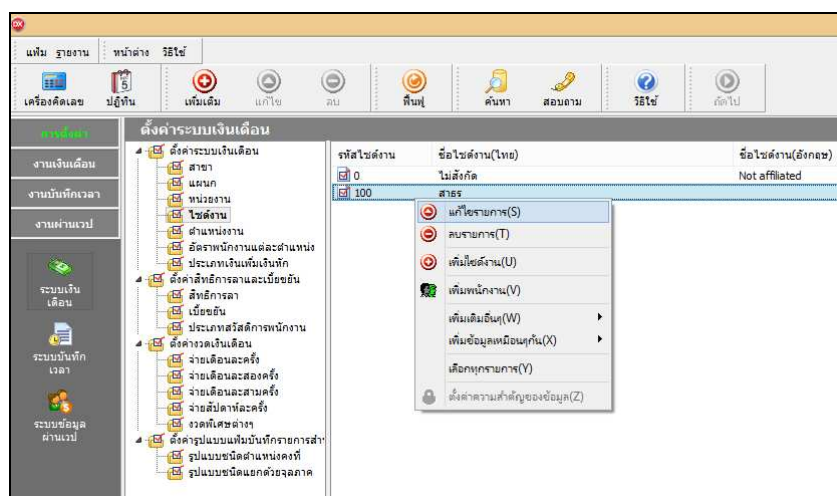 แฟ้ม รายงาน หน้าต่าง วิธีใช้
เครื่องคิดเลข ปฏิทิน เพิ่มเติม แก้ไข ลบ ฟื้นฟู ค้นหา สอบถาม วิธีใช้ ถัดไป
การตั้งค่า
งานเงินเดือน
งานบันทึกเวลา
งานผ่านเวป
ระบบเงิน
เดือน
ระบบบันทึก
เวลา
ระบบข้อมูล
ผ่านเวป
ตั้งค่าระบบเงินเดือน
ตั้งค่าระบบเงินเดือน
สาขา
แผนก
หน่วยงาน
ไซด์งาน
ตำแหน่งงาน
อัตราพนักงานแต่ละตำแหน่ง
ประเภทเงินเพิ่มเงินหัก
ตั้งค่าสิทธิการลาและเบี้ยขยัน
สิทธิการลา
เบี้ยขยัน
ประเภทสวัสดิการพนักงาน
ตั้งค่างวดเงินเดือน
จ่ายเดือนละครั้ง
จ่ายเดือนละสองครั้ง
จ่ายเดือนละสามครั้ง
จ่ายสัปดาห์ละครั้ง
งวดพิเศษต่างๆ
ตั้งค่ารูปแบบแฟ้มบันทึกรายการสำ
รูปแบบชนิดตำแหน่งคงที่
รูปแบบชนิดแยกด้วยจุลภาค
รหัสไซด์งาน ชื่อไซด์งาน(ไทย) ชื่อไซด์งาน(อังกฤษ)
0 ไม่สังกัด Not affiliated
100 สาธร
แก้ไขรายการ(S)
ลบรายการ(T)
เพิ่มไซด์งาน(U)
เพิ่มพนักงาน(V)
เพิ่มเติมอื่นๆ(W)
เพิ่มข้อมูลเหมือนๆกัน(X)
เลือกทุกรายการ(Y)
ตั้งค่าความสำคัญของข้อมูล(Z)